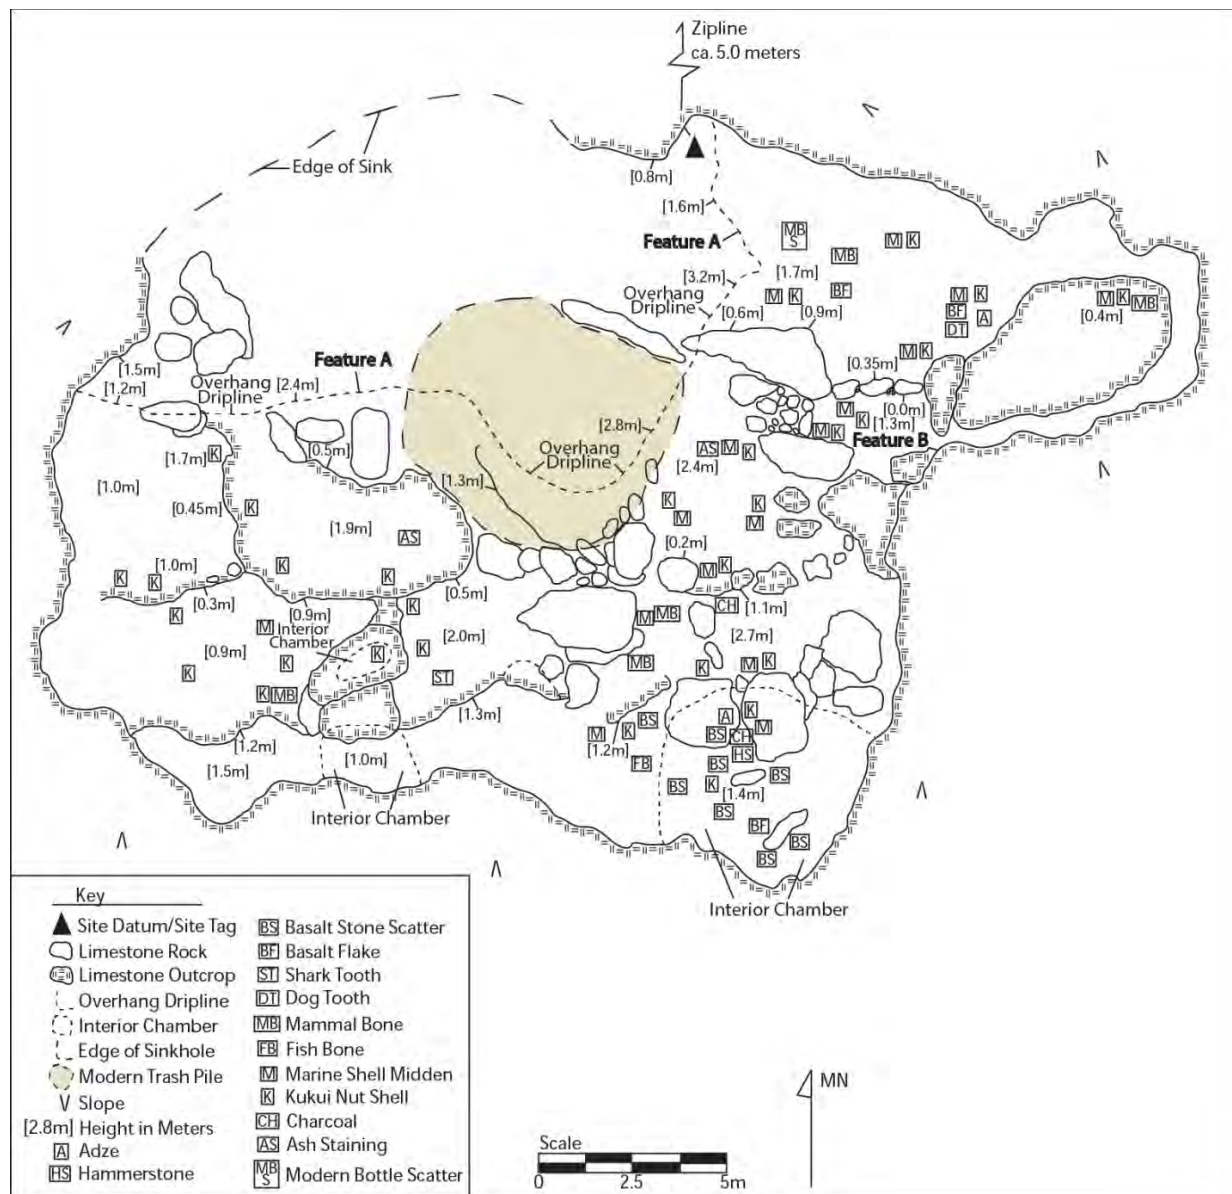 Zipline
ca. 5.0 meters
Edge of Sink
[0.8m]
[1.6m]
Feature A
MB
S
M K
MB
[3.2m]
[1.7m]
Overhang
Dripline
M K
BF
[0.6m]
[0.9m]
M K
BF A
DT
M K MB
[0.4m]
[1.5m]
[1.2m]
Overhang
Dripline
[2.4m]
Feature A
M K
[0.35m]
[0.0m]
[1.3m]
M
K
M K
Feature B
[2.8m]
Overhang
Dripline
AS M K
[2.4m]
[1.7m] K
[0.5m]
[1.3m]
[1.0m]
[0.45m] K
[1.9m]
AS
K
M
K
M
[0.2m]
[1.0m]
K K
K
K
M K
[0.3m]
[0.9m]
[0.5m]
K
K
M
Interior
Chamber
K
[0.9m]
K
K
K
[2.0m]
ST
K MB
M MB
CH
[1.1m]
[2.7m]
MB
K
M K
[1.3m]
[1.2m]
[1.5m]
[1.0m]
Interior Chamber
M K BS
[1.2m]
FB
A K
BS CH M
HS
BS
BS
K
BS
[1.4m]
BS
BF
BS
BS
Interior Chamber
Key
Site Datum/Site Tag
Limestone Rock
Limestone Outcrop
Overhang Dripline
Interior Chamber
Edge of Sinkhole
Modern Trash Pile
Slope
[2.8m] Height in Meters
A Adze
HS Hammerstone
BS Basalt Stone Scatter
BF Basalt Flake
ST Shark Tooth
DT Dog Tooth
MB Mammal Bone
FB Fish Bone
M Marine Shell Midden
K Kukui Nut Shell
CH Charcoal
AS Ash Staining
MB
S Modern Bottle Scatter
Scale
0 2.5 5m
MN